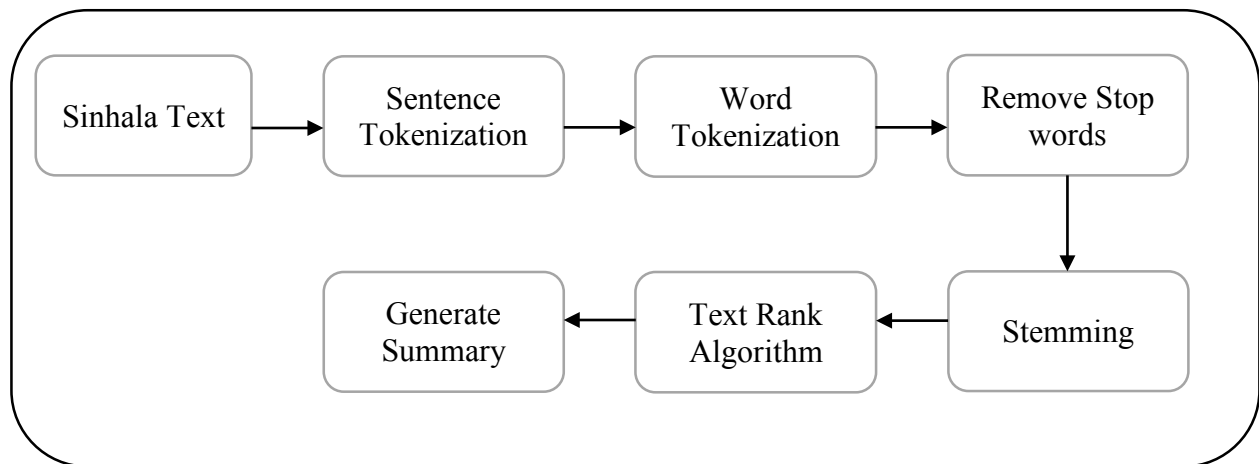 Sinhala Text
Sentence
Tokenization
Word
Tokenization
Remove Stop
words
Stemming
Text Rank
Algorithm
Generate
Summary